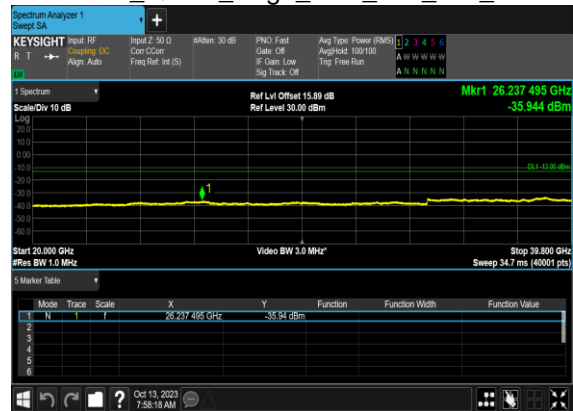 Spectrum Analyzer 1
Swept SA
+
KEYSIGHT Input: RF Input Z: 50 Ω #Atten: 30 dB PNO: Fast Avg Type: Power (RMS) 1 2 3 4 5 6
R T Coupling: DC Corr CCorr Gate: Off Avg|Hold: 100/100 A W W W W W
Align: Auto Freq Ref: Int (S) IF Gain: Low Trig: Free Run
LW Sig Track: Off A N N N N N
1 Spectrum Ref Lvl Offset 15.89 dB Mkr1 26.237 495 GHz
Scale/Div 10 dB Ref Level 30.00 dBm -35.944 dBm
Log
20.0
10.0
0.00
-10.0 DL1 -13.00 dBm
-20.0
-30.0 1
-40.0
-50.0
-60.0
Start 20.000 GHz Video BW 3.0 MHz* Stop 39.800 GHz
#Res BW 1.0 MHz Sweep 34.7 ms (40001 pts)
5 Marker Table
Mode Trace Scale X Y Function Function Width Function Value
1 N 1 f 26.237 495 GHz -35.94 dBm
2
3
4
5
6
? Oct 13, 2023
7:58:18 AM